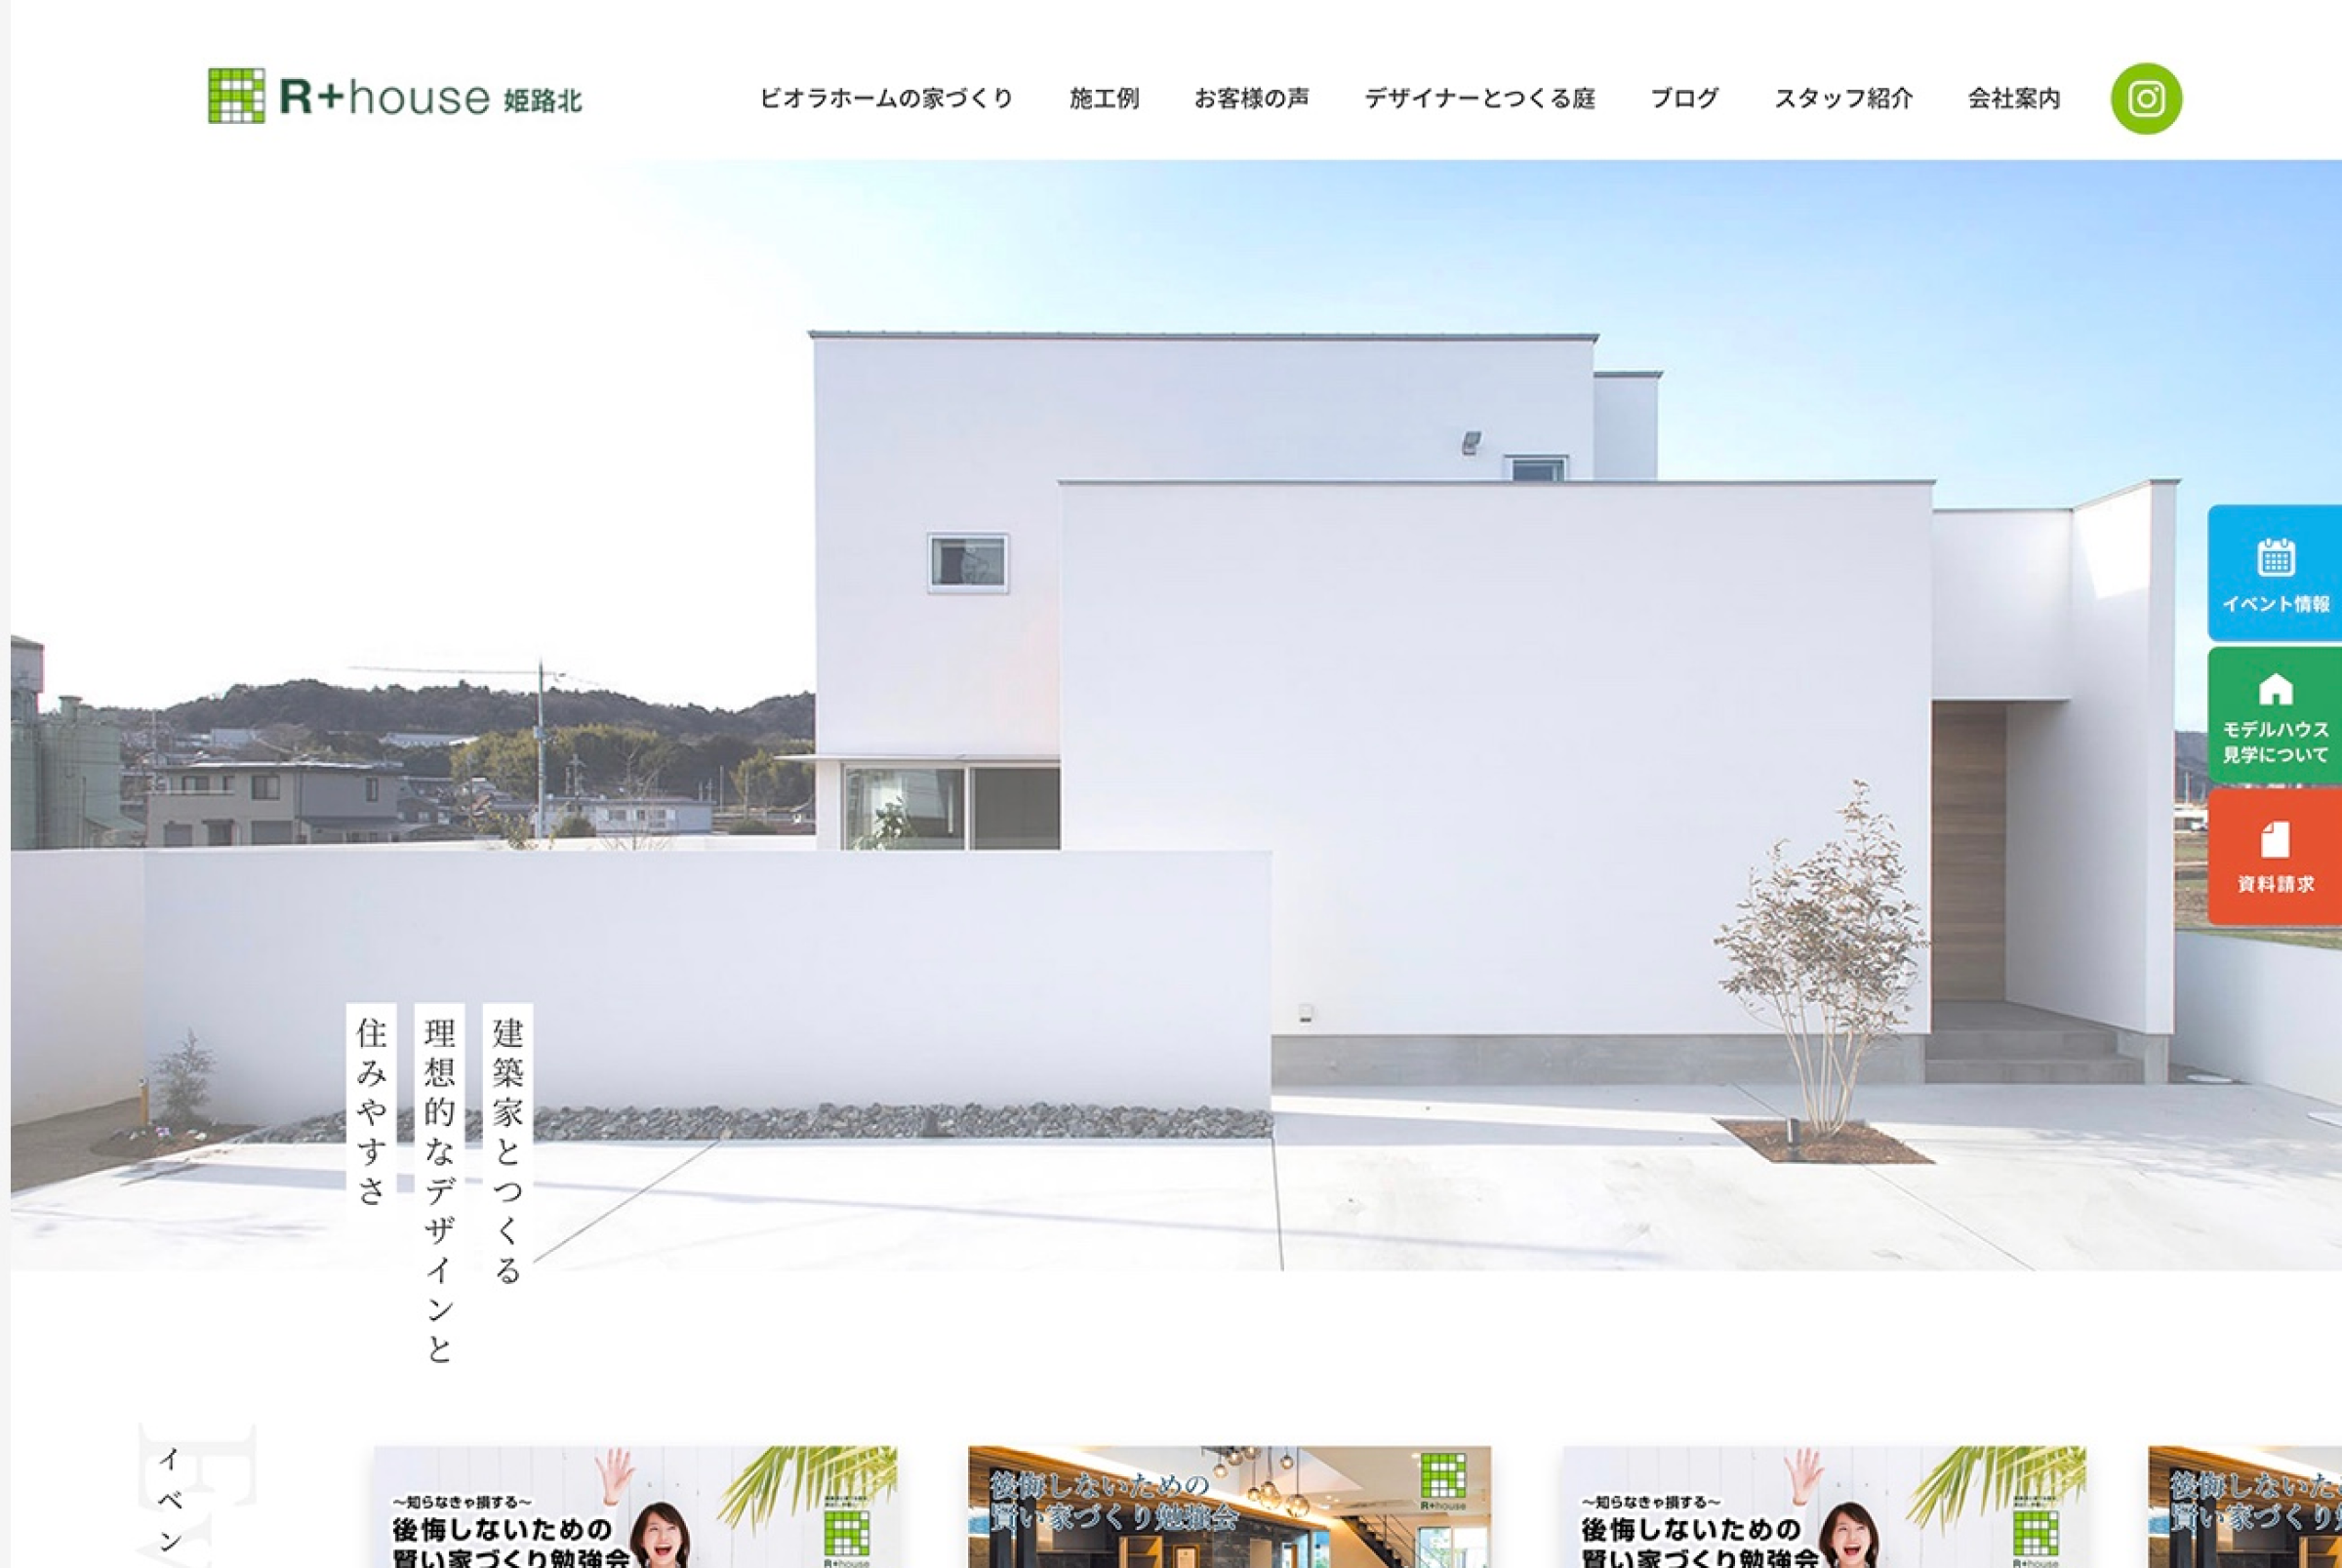 R+house 姫路北
ビオラホームの家づくり
施工例
お客様の声
デザイナーとつくる庭
ブログ
スタッフ紹介
会社案内
イベント情報
モデルハウス
見学について
資料請求
建築家とつくる
理想的なデザインと
住みやすさ
イベン
Ev
〜知らなきゃ損する〜
後悔しないための
賢い家づくり勉強会
R+house
後悔しないための
賢い家づくり勉強会
R+house
〜知らなきゃ損する〜
後悔しないための
賢い家づくり勉強会
R+house
後悔しないた
賢い家づくり